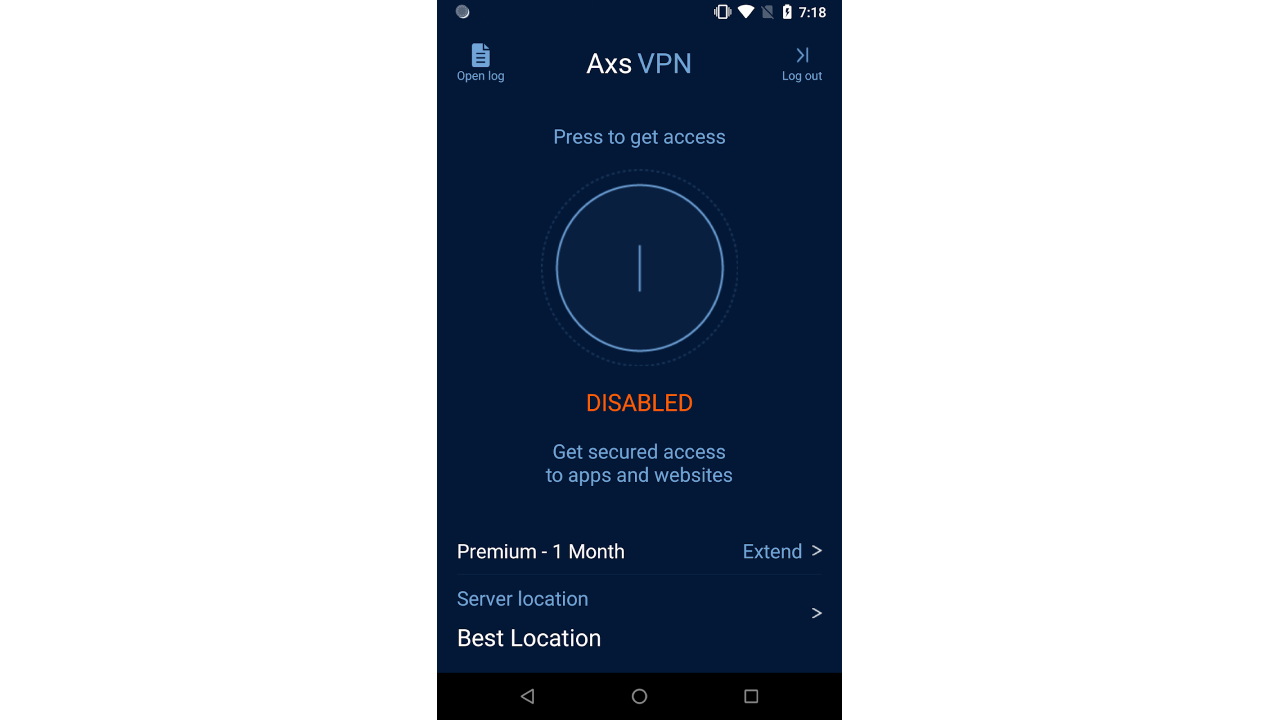 7:18
Open log
Axs VPN
Log out
Press to get access
DISABLED
Get secured access
to apps and websites
Premium - 1 Month
Extend >
Server location
>
Best Location